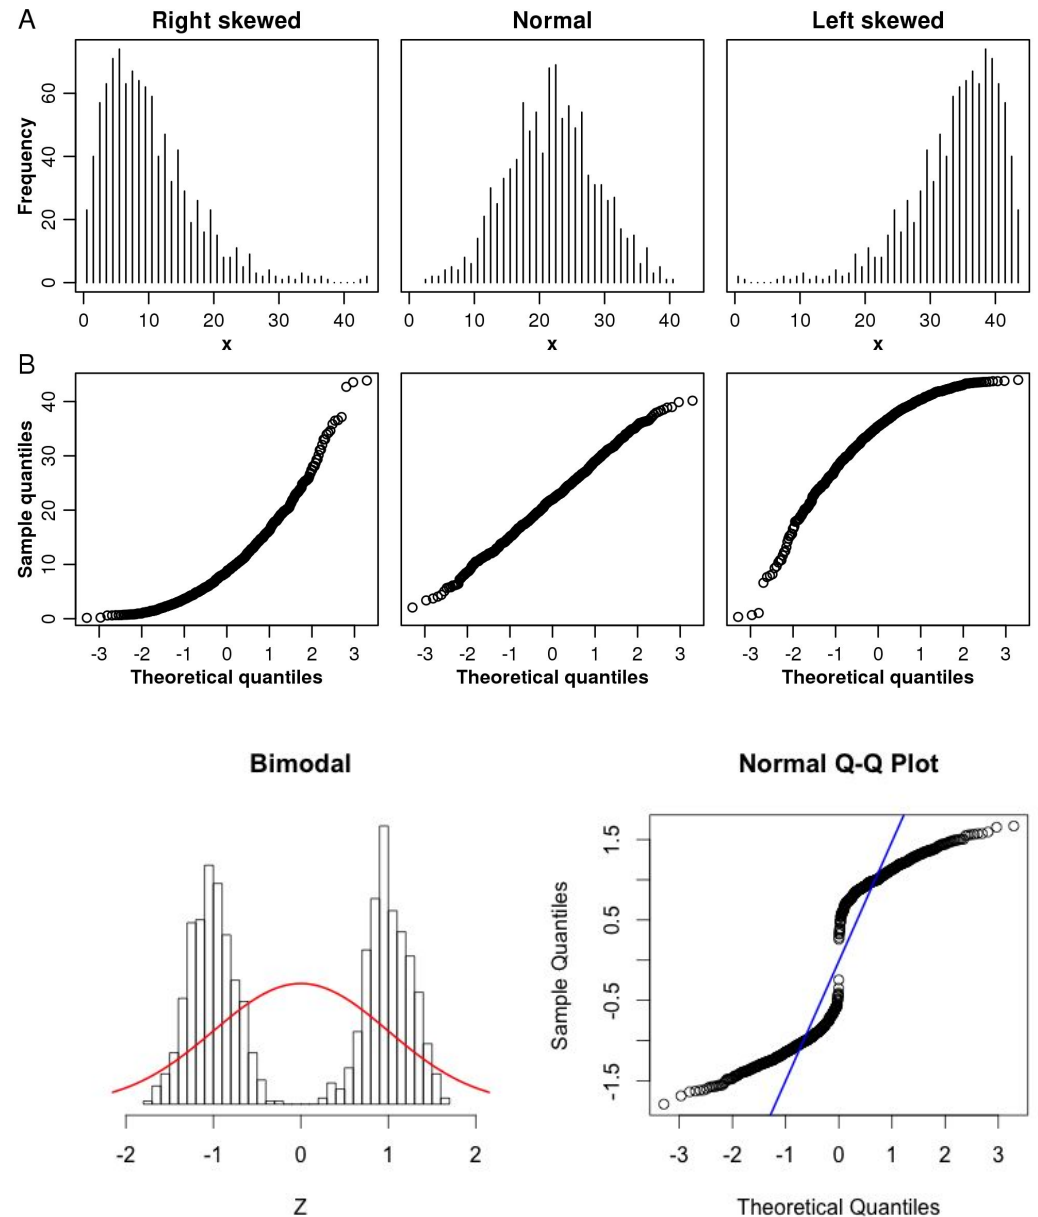 A
Right skewed
Normal
Left skewed
Frequency
0 20 40 60
0 10 20 30 40
0 10 20 30 40
0 10 20 30 40
x
x
x
B
Sample quantiles
0 10 20 30 40
-3 -2 -1 0 1 2 3
-3 -2 -1 0 1 2 3
-3 -2 -1 0 1 2 3
Theoretical quantiles
Theoretical quantiles
Theoretical quantiles
Bimodal
-2 -1 0 1 2
Z
Normal Q-Q Plot
Sample Quantiles
-1.5 -0.5 0.5 1.5
-3 -2 -1 0 1 2 3
Theoretical Quantiles